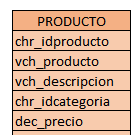 PRODUCTO
chr_idproducto
vch_producto
vch_descripcion
chr_idcategoria
dec_precio